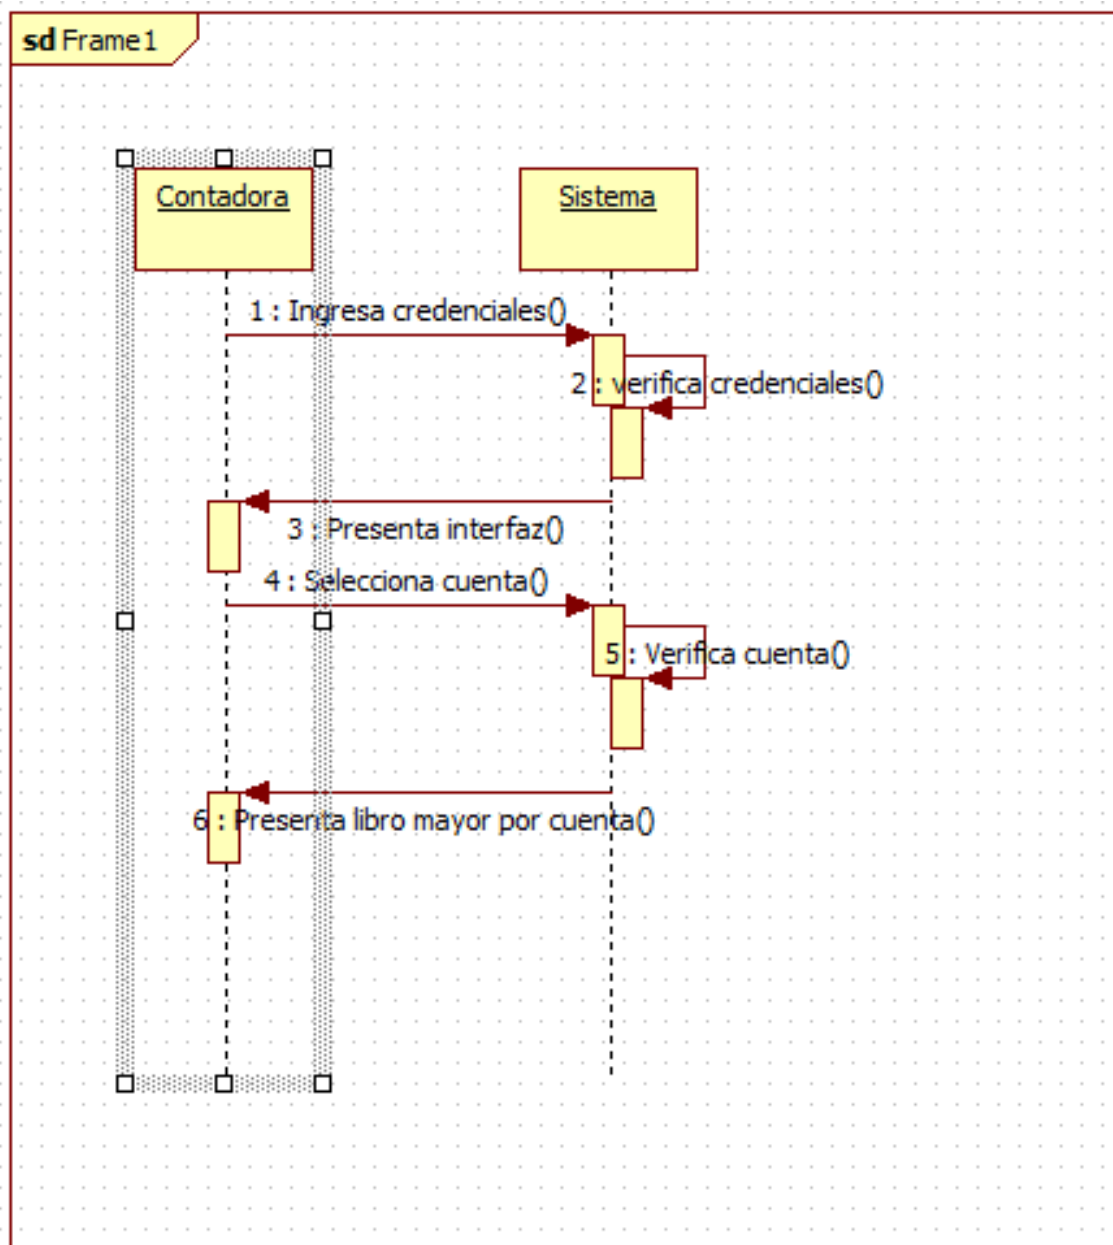 sd Frame1
Contadora
Sistema
1 : Ingresa credenciales()
2 : verifica credenciales()
3 : Presenta interfaz()
4 : Selecciona cuenta()
5 : Verifica cuenta()
6 : Presenta libro mayor por cuenta()